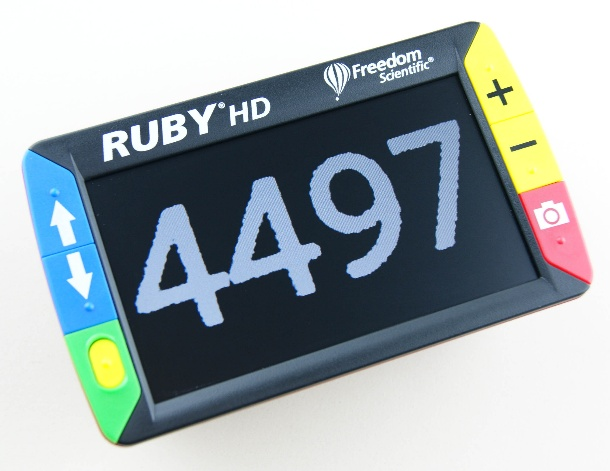 Freedom
Scientific®
RUBY® HD
4497
+
−